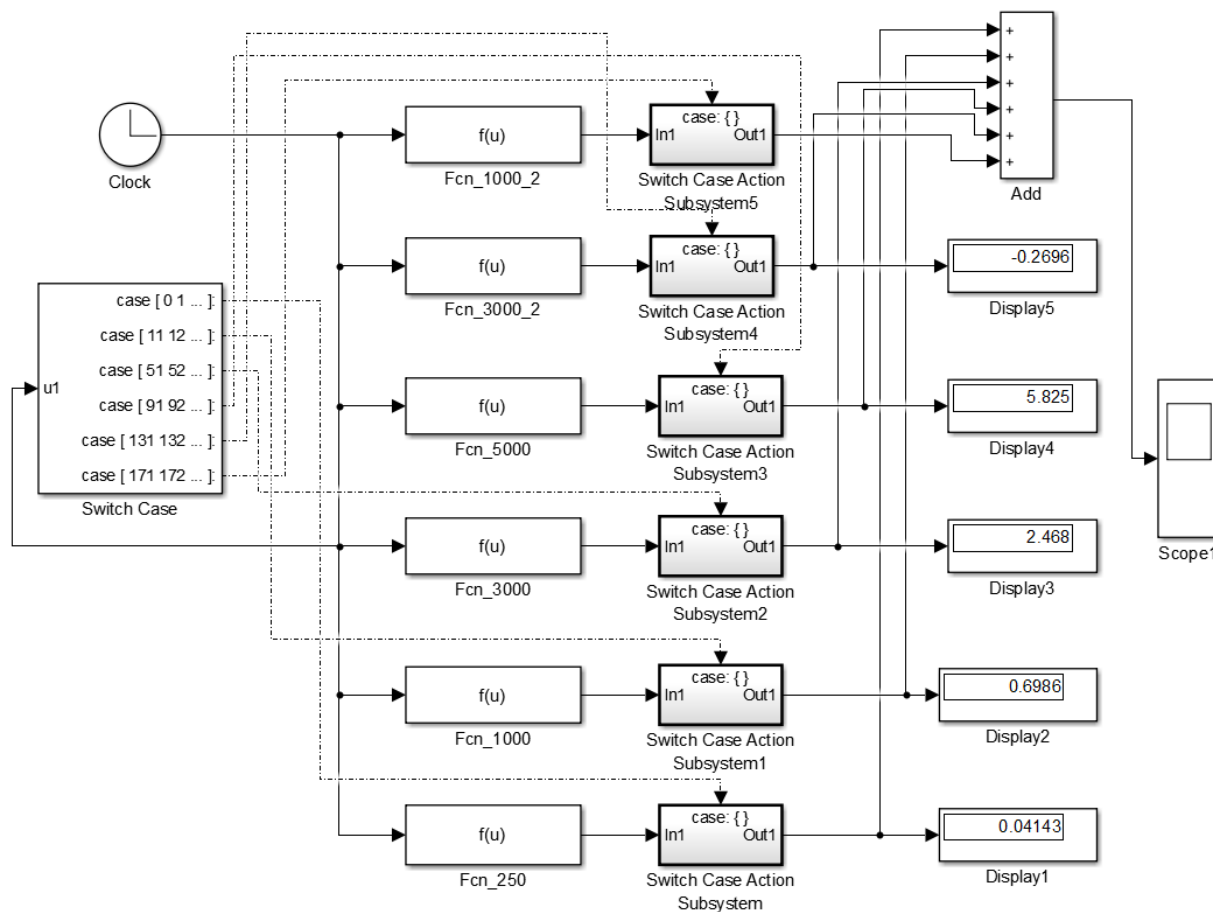 Clock
f(u)
Fcn_1000_2
case: { }
In1 Out1
Switch Case Action
Subsystem5
+
+
+
+
+
+
Add
f(u)
Fcn_3000_2
case: { }
In1 Out1
Switch Case Action
Subsystem4
-0.2696
Display5
case [ 0 1 ... ]:
case [ 11 12 ... ]:
case [ 51 52 ... ]:
case [ 91 92 ... ]:
case [ 131 132 ... ]:
case [ 171 172 ... ]:
u1
Switch Case
f(u)
Fcn_5000
case: { }
In1 Out1
Switch Case Action
Subsystem3
5.825
Display4
Scope1
f(u)
Fcn_3000
case: { }
In1 Out1
Switch Case Action
Subsystem2
2.468
Display3
f(u)
Fcn_1000
case: { }
In1 Out1
Switch Case Action
Subsystem1
0.6986
Display2
f(u)
Fcn_250
case: { }
In1 Out1
Switch Case Action
Subsystem
0.04143
Display1